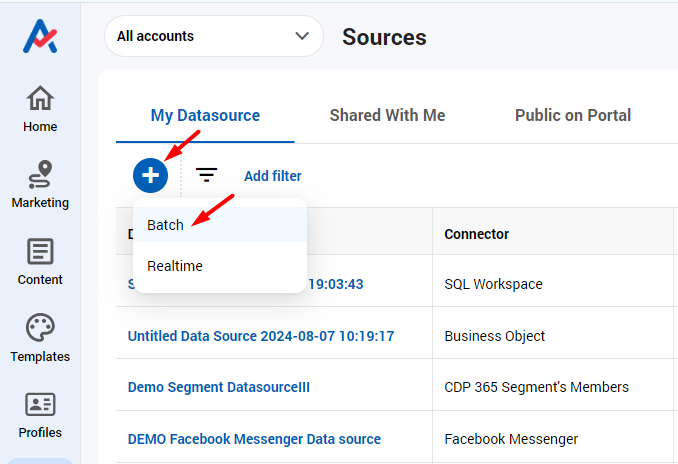 All accounts
Sources
My Datasource
Shared With Me
Public on Portal
Add filter
Batch
Realtime
Connector
19:03:43
SQL Workspace
Untitled Data Source 2024-08-07 10:19:17
Business Object
Demo Segment DatasourceIII
CDP 365 Segment's Members
DEMO Facebook Messenger Data source
Facebook Messenger
Home
Marketing
Content
Templates
Profiles